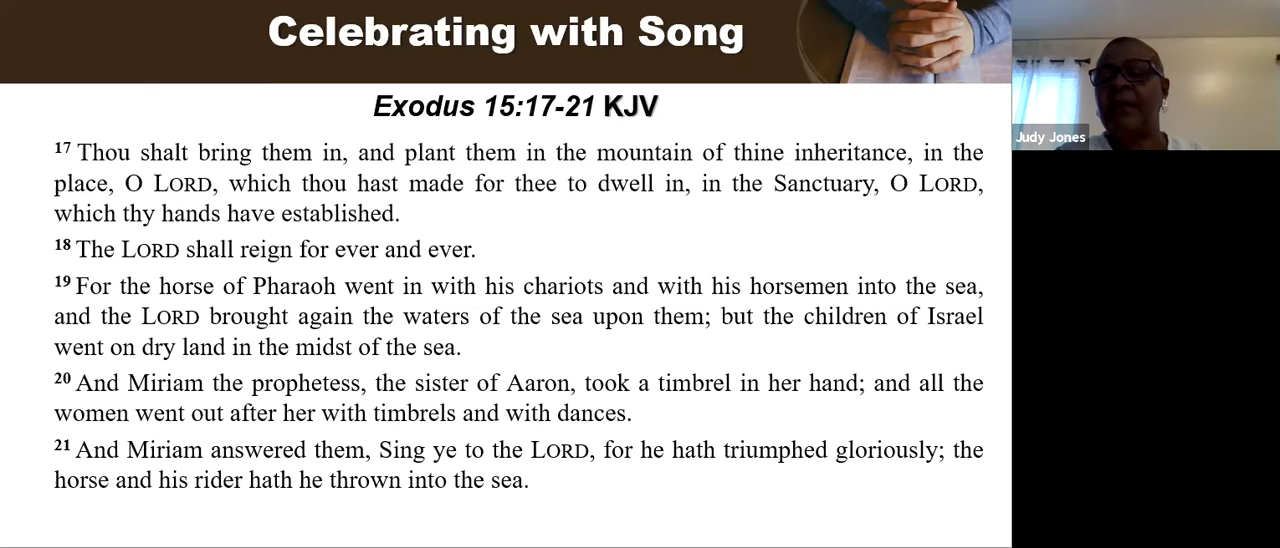 Celebrating with Song
Exodus 15:17-21 KJV
17 Thou shalt bring them in, and plant them in the mountain of thine inheritance, in the
place, O LORD, which thou hast made for thee to dwell in, in the Sanctuary, O LORD,
which thy hands have established.
18 The LORD shall reign for ever and ever.
19 For the horse of Pharaoh went in with his chariots and with his horsemen into the sea,
and the LORD brought again the waters of the sea upon them; but the children of Israel
went on dry land in the midst of the sea.
20 And Miriam the prophetess, the sister of Aaron, took a timbrel in her hand; and all the
women went out after her with timbrels and with dances.
21 And Miriam answered them, Sing ye to the LORD, for he hath triumphed gloriously; the
horse and his rider hath he thrown into the sea.
Judy Jones